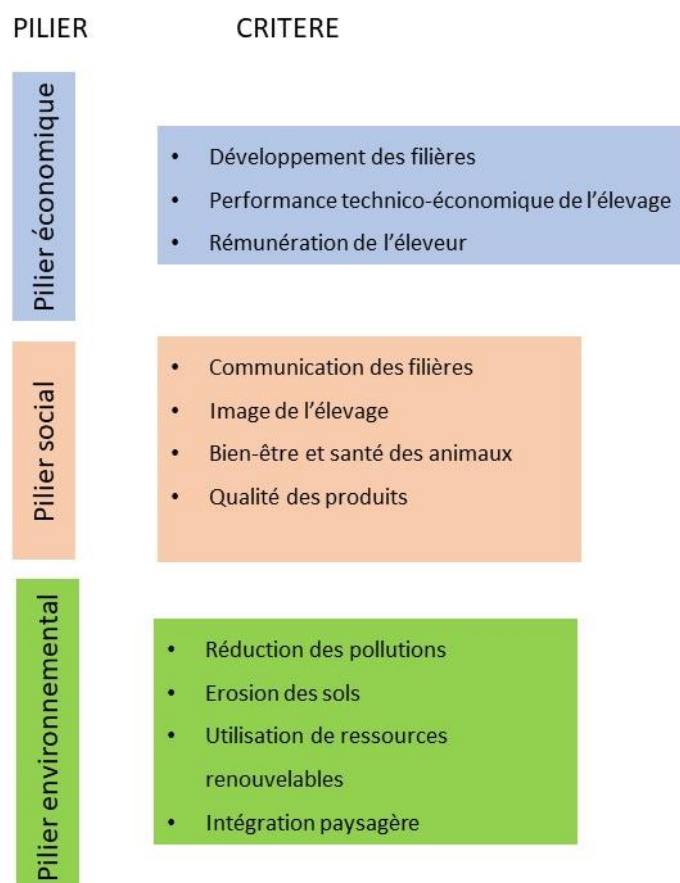 PILIER CRITERE
Pilier économique
• Développement des filières
• Performance technico-économique de l'élevage
• Rémunération de l'éleveur
Pilier social
• Communication des filières
• Image de l'élevage
• Bien-être et santé des animaux
• Qualité des produits
Pilier environnemental
• Réduction des pollutions
• Erosion des sols
• Utilisation de ressources
renouvelables
• Intégration paysagère